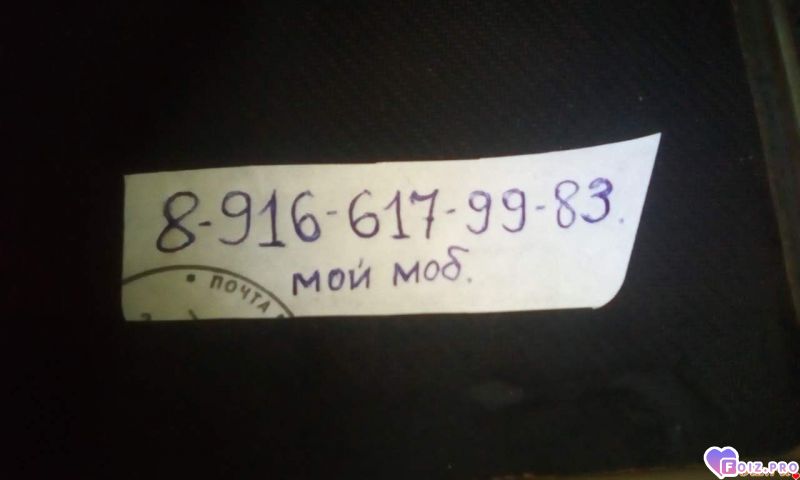 8-916-617-99-83.
мой моб.
• ПОЧТА •
FOIZ.PRO